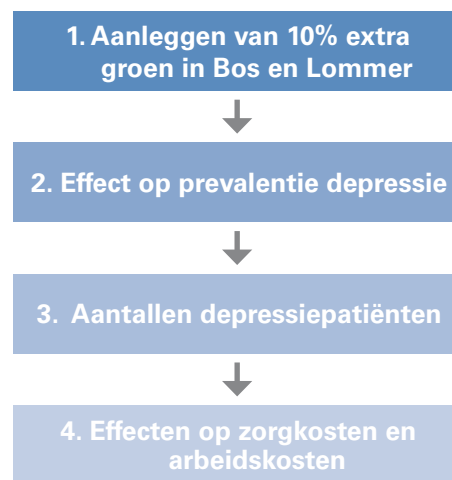 1. Aanleggen van 10% extra
groen in Bos en Lommer
2. Effect op prevalentie depressie
3. Aantallen depressiepatiënten
4. Effecten op zorgkosten en
arbeidskosten